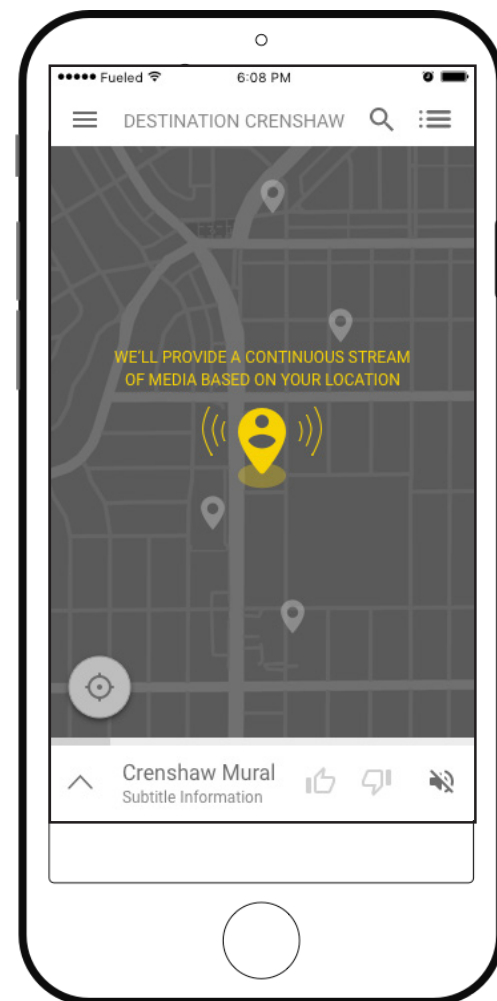 Fueled 6:08 PM
DESTINATION CRENSHAW
WE'LL PROVIDE A CONTINUOUS STREAM
OF MEDIA BASED ON YOUR LOCATION
Crenshaw Mural
Subtitle Information